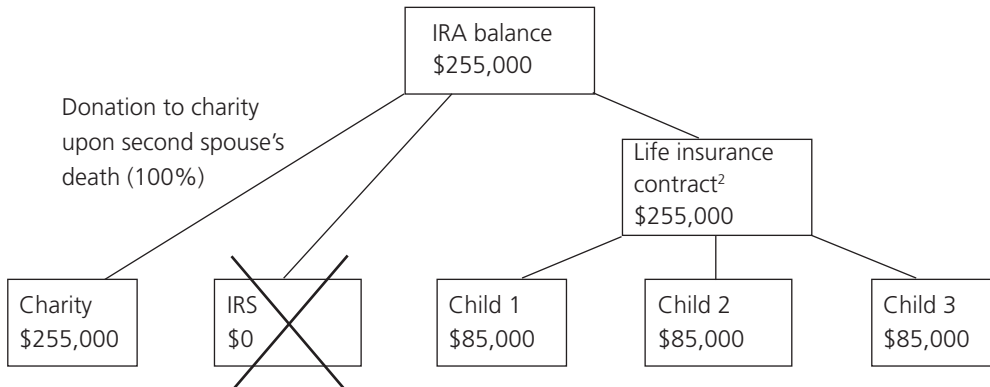 IRA balance
$255,000
Donation to charity
upon second spouse’s
death (100%)
Life insurance
contract²
$255,000
Charity
$255,000
IRS
$0
Child 1
$85,000
Child 2
$85,000
Child 3
$85,000